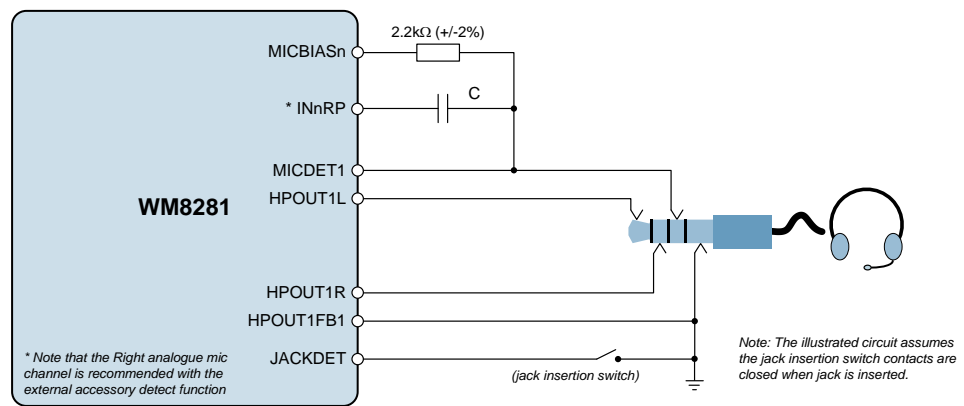 2.2kΩ (+/-2%)
MICBIASn
C
* INnRP
MICDET1
HPOUT1L
WM8281
HPOUT1R
HPOUT1FB1
JACKDET
(jack insertion switch)
* Note that the Right analogue mic
channel is recommended with the
external accessory detect function
Note: The illustrated circuit assumes
the jack insertion switch contacts are
closed when jack is inserted.